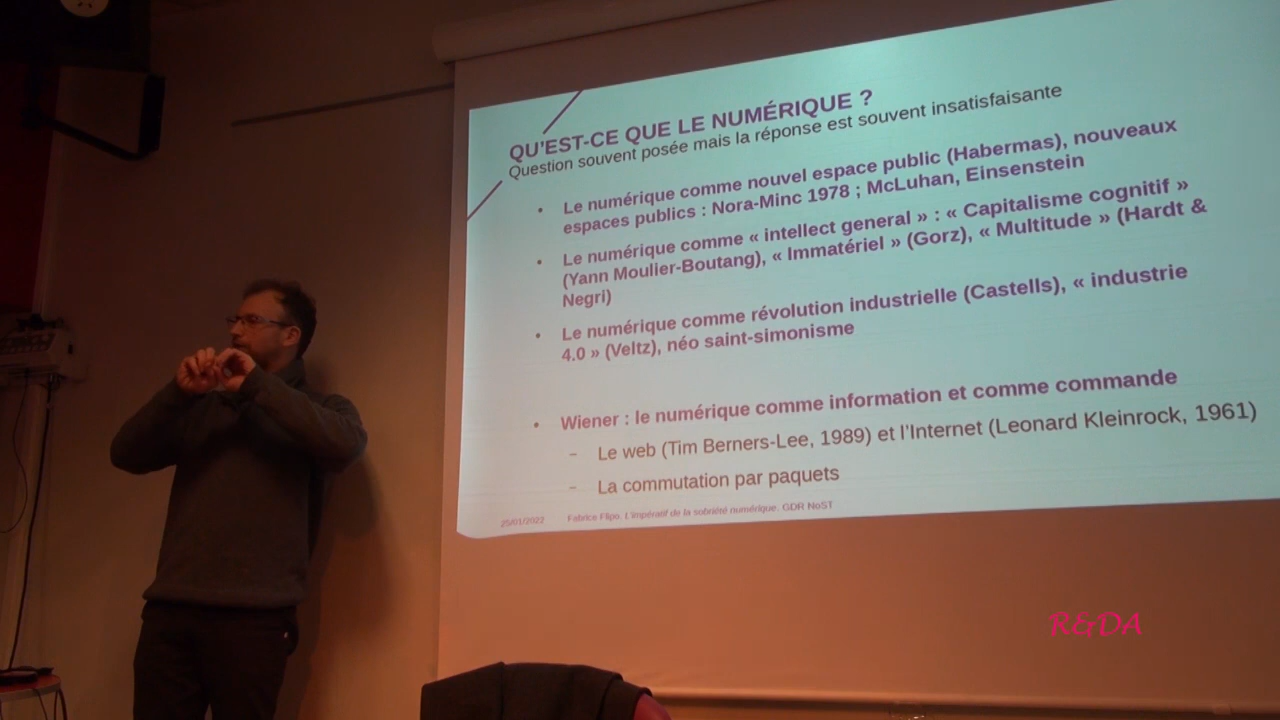 QU'EST-CE QUE LE NUMÉRIQUE ?
Question souvent posée mais la réponse est souvent insatisfaisante
• Le numérique comme nouvel espace public (Habermas), nouveaux
espaces publics : Nora-Minc 1978 ; McLuhan, Einsenstein
• Le numérique comme « intellect general » : « Capitalisme cognitif »
(Yann Moulier-Boutang), « Immatériel » (Gorz), « Multitude » (Hardt &
Negri)
• Le numérique comme révolution industrielle (Castells), « industrie
4.0 » (Veltz), néo saint-simonisme
• Wiener : le numérique comme information et comme commande
– Le web (Tim Berners-Lee, 1989) et l'Internet (Leonard Kleinrock, 1961)
– La commutation par paquets
25/01/2022 Fabrice Flipo. L'impératif de la sobriété numérique. GDR NoST
R&DA